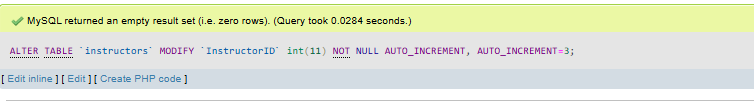 MySQL returned an empty result set (i.e. zero rows). (Query took 0.0284 seconds.)
ALTER TABLE `instructors` MODIFY `InstructorID` int(11) NOT NULL AUTO_INCREMENT, AUTO_INCREMENT=3;
[ Edit inline ] [ Edit ] [ Create PHP code ]